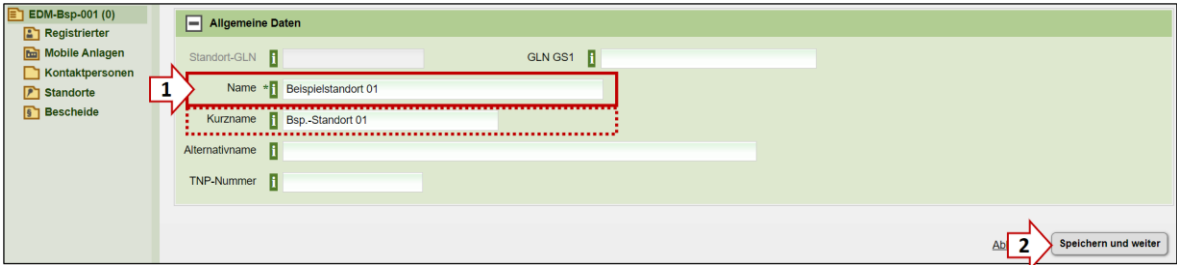 EDM-Bsp-001 (0)
Registrierter
Mobile Anlagen
Kontaktpersonen
Standorte
Bescheide
Allgemeine Daten
Standort-GLN i GLN GS1 i
1 Name * i Beispielstandort 01
Kurzname i Bsp.-Standort 01
Alternativname i
TNP-Nummer i
2 Speichern und weiter